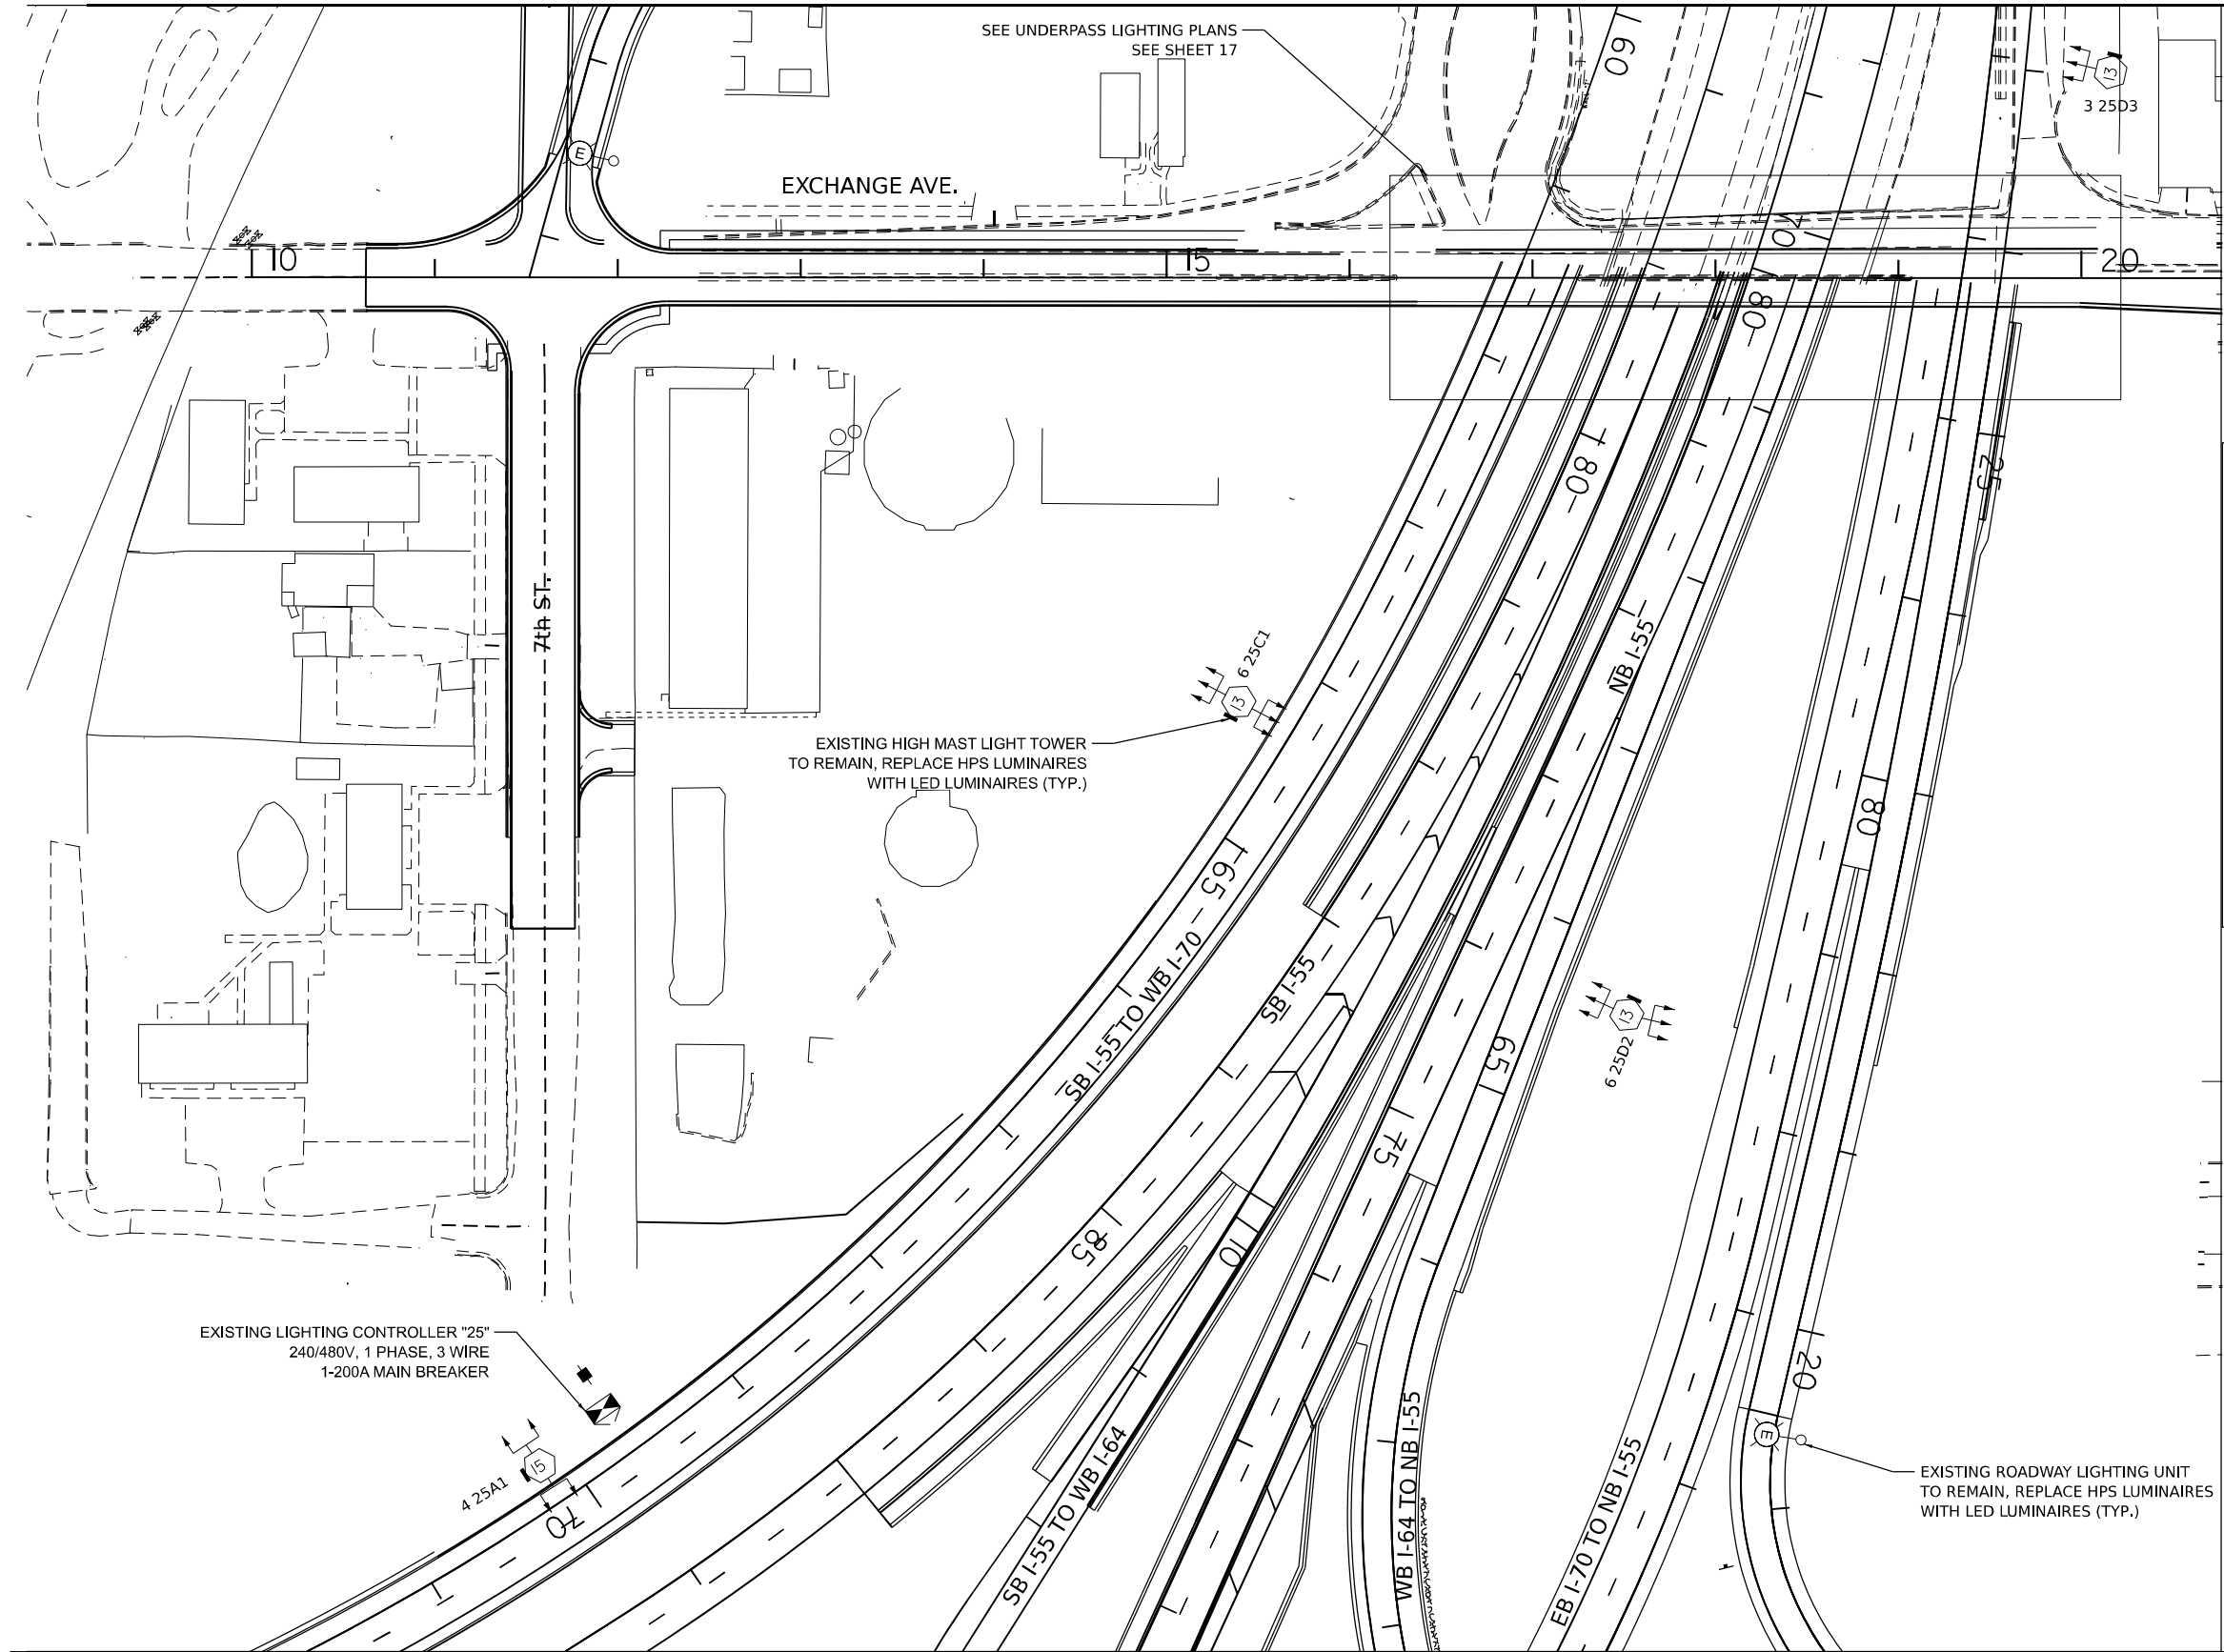 SEE UNDERPASS LIGHTING PLANS
SEE SHEET 17
60
13
3 25D3
E
EXCHANGE AVE.
10
15
70
20
80
80
25
7th ST.
6 25C1
13
NB I-55
EXISTING HIGH MAST LIGHT TOWER
TO REMAIN, REPLACE HPS LUMINAIRES
WITH LED LUMINAIRES (TYP.)
80
65
SB I-55 TO WB I-70
SB I-55
13
6 25D2
65
75
85
10
EXISTING LIGHTING CONTROLLER "25"
240/480V, 1 PHASE, 3 WIRE
1-200A MAIN BREAKER
20
E
4 25A1
15
70
SB I-55 TO WB I-64
WB I-64 TO NB I-55
EB I-70 TO NB I-55
EXISTING ROADWAY LIGHTING UNIT
TO REMAIN, REPLACE HPS LUMINAIRES
WITH LED LUMINAIRES (TYP.)